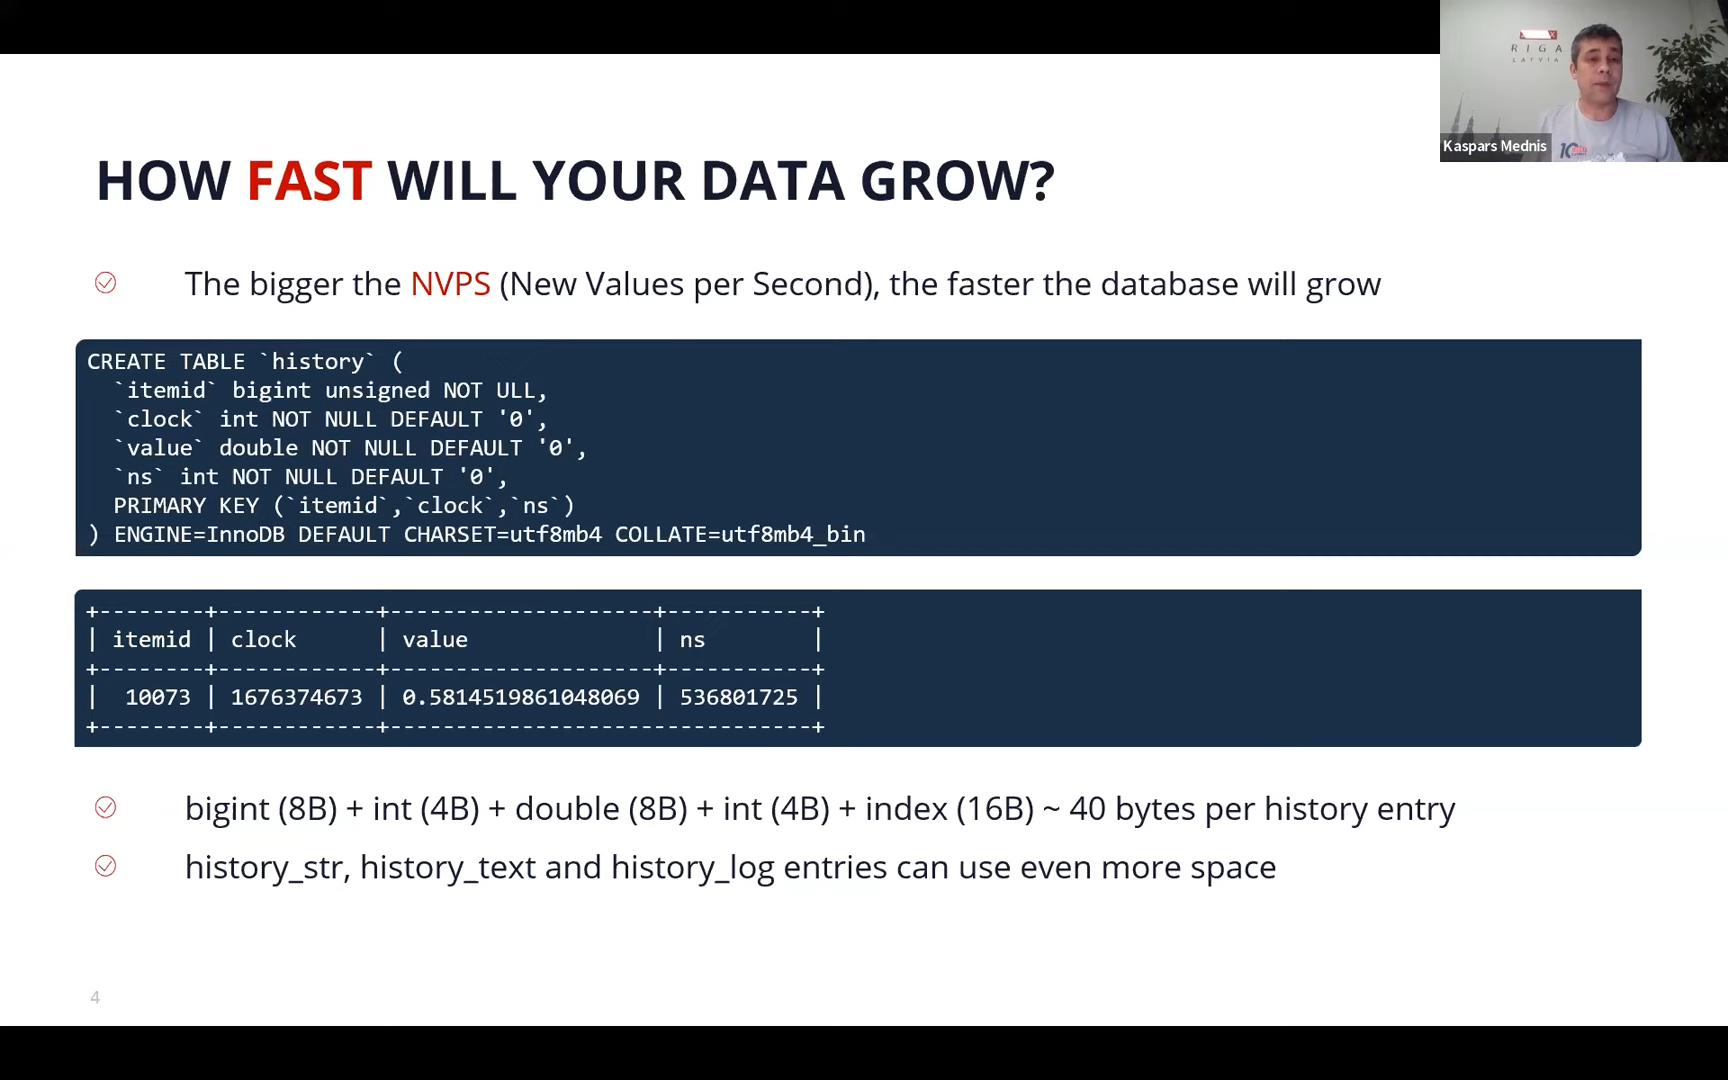 RIGA
LATVIA
Kaspars Mednis
HOW FAST WILL YOUR DATA GROW?
The bigger the NVPS (New Values per Second), the faster the database will grow
CREATE TABLE `history` (
`itemid` bigint unsigned NOT ULL,
`clock` int NOT NULL DEFAULT '0',
`value` double NOT NULL DEFAULT '0',
`ns` int NOT NULL DEFAULT '0',
PRIMARY KEY (`itemid`,`clock`,`ns`)
) ENGINE=InnoDB DEFAULT CHARSET=utf8mb4 COLLATE=utf8mb4_bin
+--------+------------+--------------------+-----------+
| itemid | clock | value | ns |
+--------+------------+--------------------+-----------+
| 10073 | 1676374673 | 0.5814519861048069 | 536801725 |
+--------+------------+--------------------------------+
bigint (8B) + int (4B) + double (8B) + int (4B) + index (16B) ~ 40 bytes per history entry
history_str, history_text and history_log entries can use even more space
4